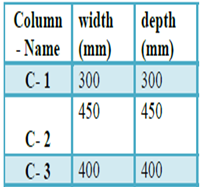 Column - Name width (mm) depth (mm)
C- 1 300 300
C- 2 450 450
C- 3 400 400